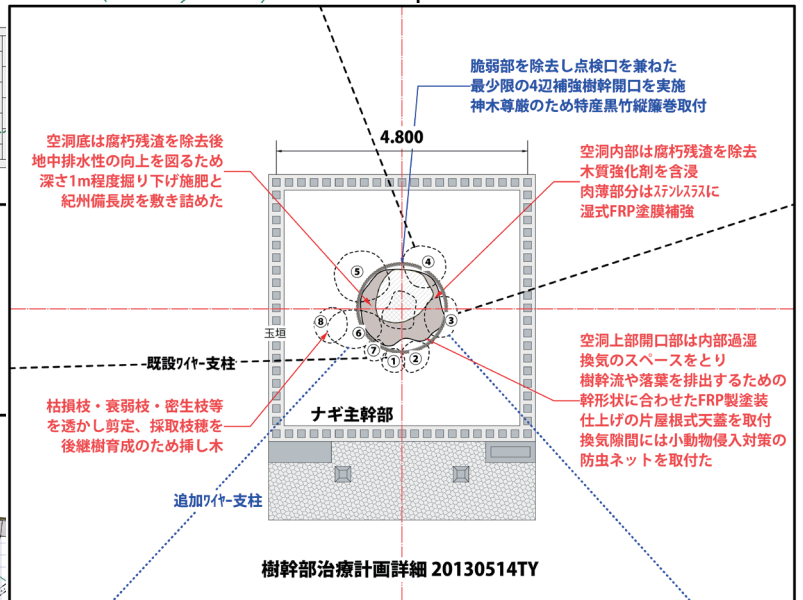 脆弱部を除去し点検口を兼ねた
最少限の4辺補強樹幹開口を実施
神木尊厳のため特産黒竹縦簾巻取付
4.800
空洞底は腐朽残渣を除去後
地中排水性の向上を図るため
深さ1m程度掘り下げ施肥と
紀州備長炭を敷き詰めた
空洞内部は腐朽残渣を除去
木質強化剤を含浸
肉薄部分はｽﾃﾝﾚｽﾗｽに
湿式FRP塗膜補強
⑤
④
③
⑧
⑥
⑦
①
②
玉垣
既設ﾜｲﾔｰ支柱
空洞上部開口部は内部過湿
換気のスペースをとり
樹幹流や落葉を排出するための
幹形状に合わせたFRP製塗装
仕上げの片屋根式天蓋を取付
換気隙間には小動物侵入対策の
防虫ネットを取付た
枯損枝・衰弱枝・密生枝等
を透かし剪定、採取枝穂を
後継樹育成のため挿し木
ナギ主幹部
追加ﾜｲﾔｰ支柱
樹幹部治療計画詳細 20130514TY